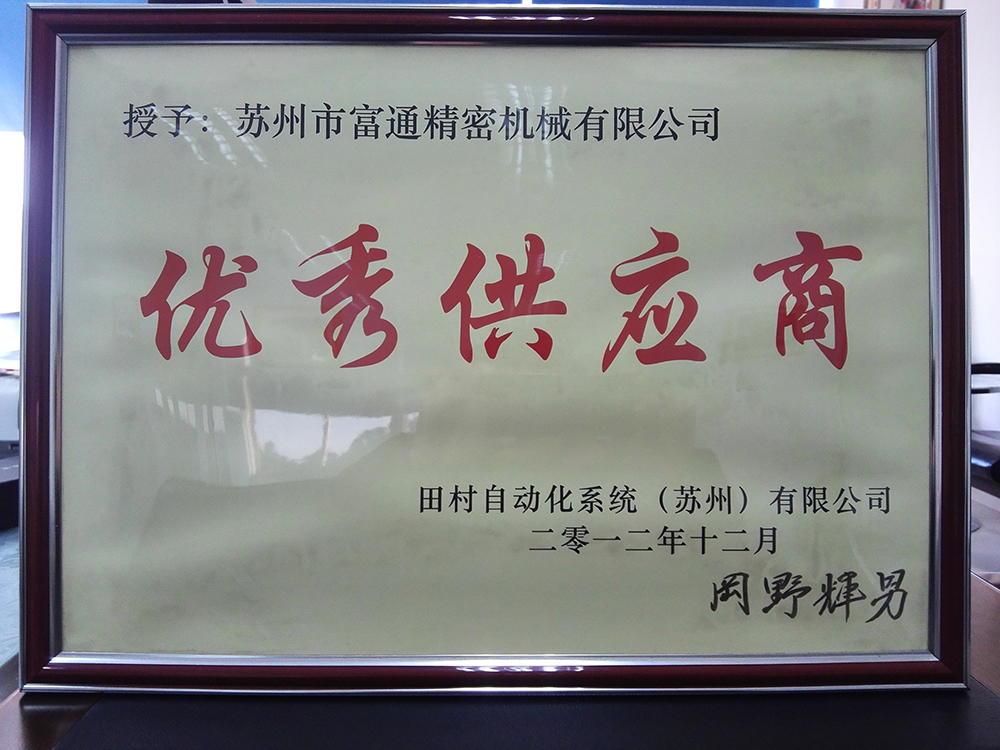 授予：苏州市富通精密机械有限公司
优秀供应商
田村自动化系统（苏州）有限公司
二零一二年十二月
岡野輝男